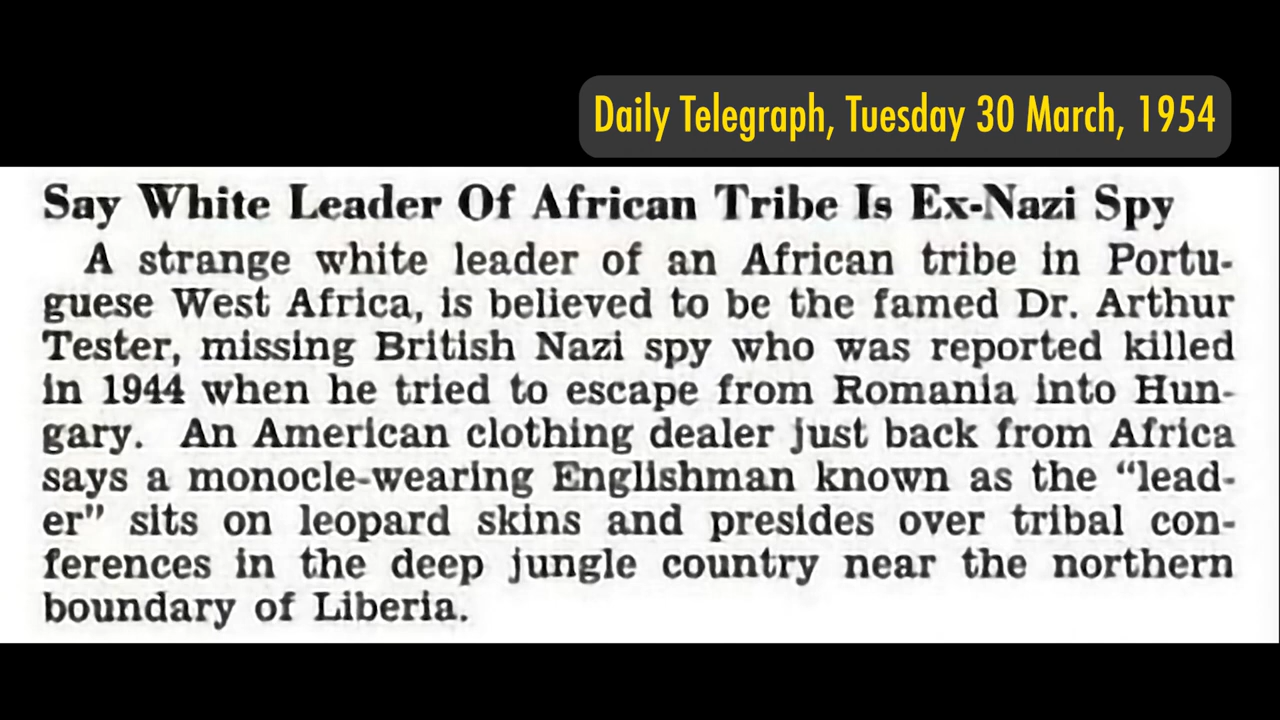 Daily Telegraph, Tuesday 30 March, 1954
Say White Leader Of African Tribe Is Ex-Nazi Spy
A strange white leader of an African tribe in Portu-
guese West Africa, is believed to be the famed Dr. Arthur
Tester, missing British Nazi spy who was reported killed
in 1944 when he tried to escape from Romania into Hun-
gary. An American clothing dealer just back from Africa
says a monocle-wearing Englishman known as the “lead-
er” sits on leopard skins and presides over tribal con-
ferences in the deep jungle country near the northern
boundary of Liberia.